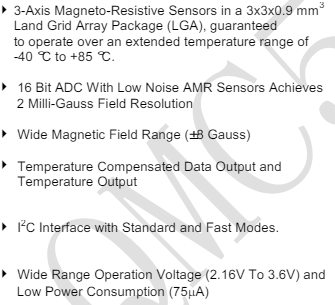 ‣ 3-Axis Magneto-Resistive Sensors in a 3x3x0.9 mm³
Land Grid Array Package (LGA), guaranteed
to operate over an extended temperature range of
-40 ℃ to +85 ℃.
‣ 16 Bit ADC With Low Noise AMR Sensors Achieves
2 Milli-Gauss Field Resolution
‣ Wide Magnetic Field Range (±8 Gauss)
‣ Temperature Compensated Data Output and
Temperature Output
‣ I²C Interface with Standard and Fast Modes.
‣ Wide Range Operation Voltage (2.16V To 3.6V) and
Low Power Consumption (75μA)